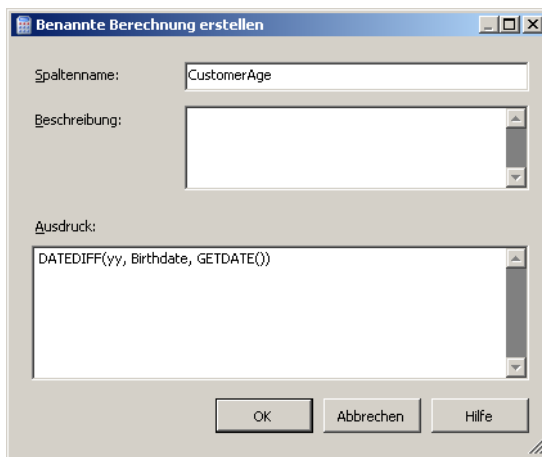 Benannte Berechnung erstellen
Spaltenname: CustomerAge
Beschreibung:
Ausdruck:
DATEDIFF(yy, Birthdate, GETDATE())
OK Abbrechen Hilfe